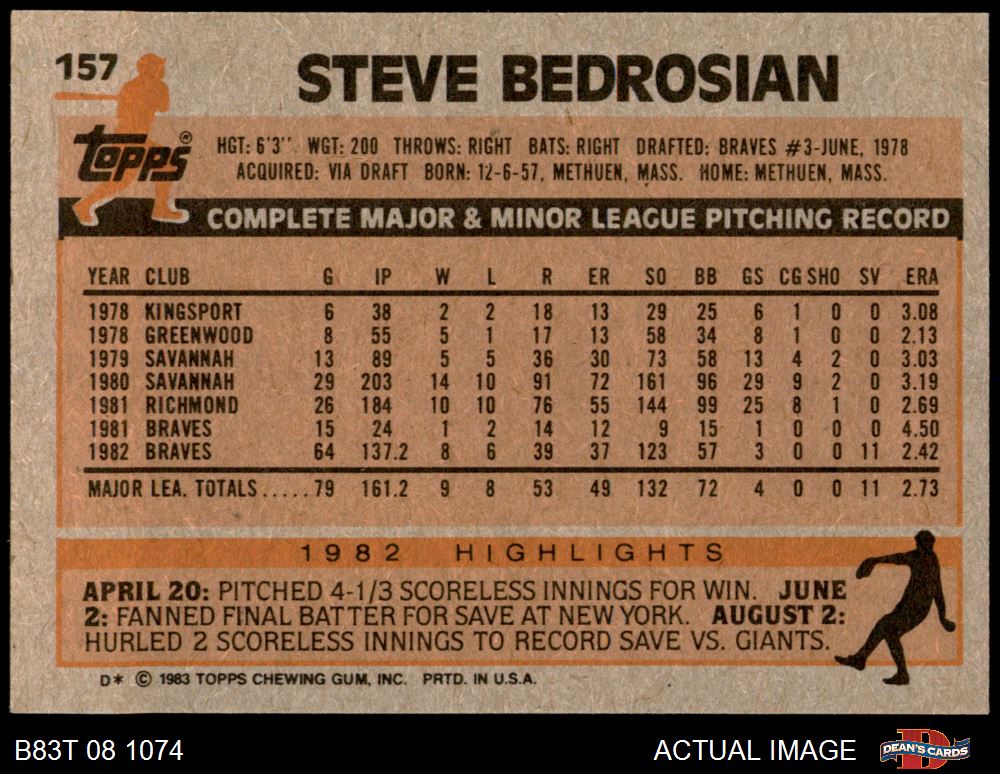 157 STEVE BEDROSIAN
Topps®
HGT: 6'3" WGT: 200 THROWS: RIGHT BATS: RIGHT DRAFTED: BRAVES #3-JUNE, 1978
ACQUIRED: VIA DRAFT BORN: 12-6-57, METHUEN, MASS. HOME: METHUEN, MASS.
COMPLETE MAJOR & MINOR LEAGUE PITCHING RECORD
YEAR CLUB G IP W L R ER SO BB GS CG SHO SV ERA
1978 KINGSPORT 6 38 2 2 18 13 29 25 6 1 0 0 3.08
1978 GREENWOOD 8 55 5 1 17 13 58 34 8 1 0 0 2.13
1979 SAVANNAH 13 89 5 5 36 30 73 58 13 4 2 0 3.03
1980 SAVANNAH 29 203 14 10 91 72 161 96 29 9 2 0 3.19
1981 RICHMOND 26 184 10 10 76 55 144 99 25 8 1 0 2.69
1981 BRAVES 15 24 1 2 14 12 9 15 1 0 0 0 4.50
1982 BRAVES 64 137.2 8 6 39 37 123 57 3 0 0 11 2.42
MAJOR LEA. TOTALS.....79 161.2 9 8 53 49 132 72 4 0 0 11 2.73
1982 HIGHLIGHTS
APRIL 20: PITCHED 4-1/3 SCORELESS INNINGS FOR WIN. JUNE
2: FANNED FINAL BATTER FOR SAVE AT NEW YORK. AUGUST 2:
HURLED 2 SCORELESS INNINGS TO RECORD SAVE VS. GIANTS.
D* © 1983 TOPPS CHEWING GUM, INC. PRTD. IN U.S.A.
B83T 08 1074 ACTUAL IMAGE DEAN'S CARDS